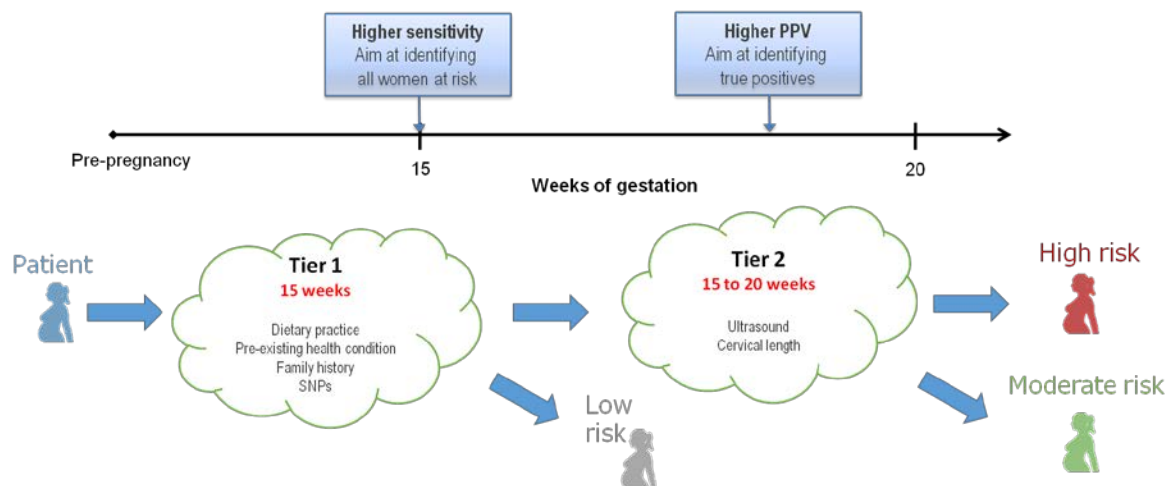 Higher sensitivity
Aim at identifying
all women at risk
Higher PPV
Aim at identifying
true positives
Pre-pregnancy
15
20
Weeks of gestation
Patient
Tier 1
15 weeks
Dietary practice
Pre-existing health condition
Family history
SNPs
Tier 2
15 to 20 weeks
Ultrasound
Cervical length
High risk
Low
risk
Moderate risk